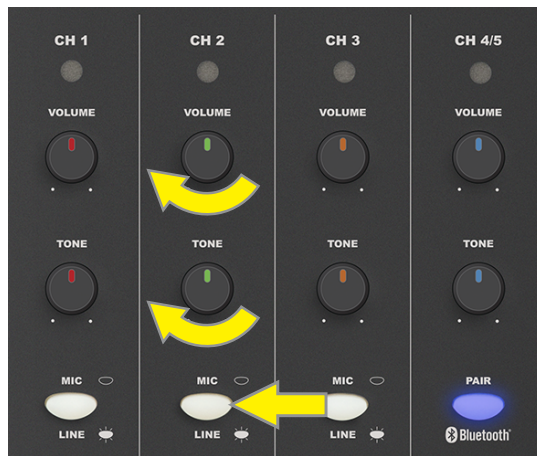 CH 1 CH 2 CH 3 CH 4/5
VOLUME VOLUME VOLUME VOLUME
TONE TONE TONE TONE
MIC MIC MIC PAIR
LINE LINE LINE Bluetooth®